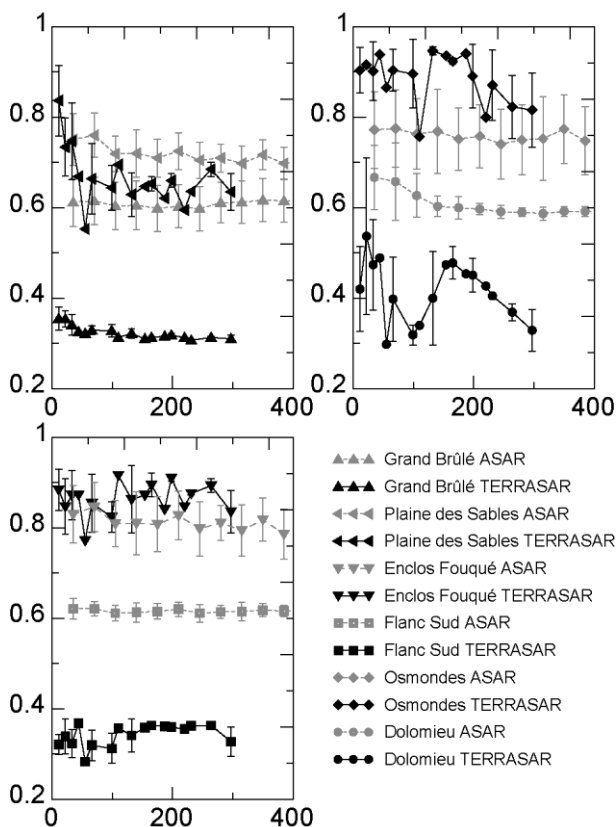 1
0.8
0.6
0.4
0.2
0 200 400
1
0.8
0.6
0.4
0.2
0 200 400
1
0.8
0.6
0.4
0.2
0 200 400
Grand Brûlé ASAR
Grand Brûlé TERRASAR
Plaine des Sables ASAR
Plaine des Sables TERRASAR
Enclos Fouqué ASAR
Enclos Fouqué TERRASAR
Flanc Sud ASAR
Flanc Sud TERRASAR
Osmondes ASAR
Osmondes TERRASAR
Dolomieu ASAR
Dolomieu TERRASAR